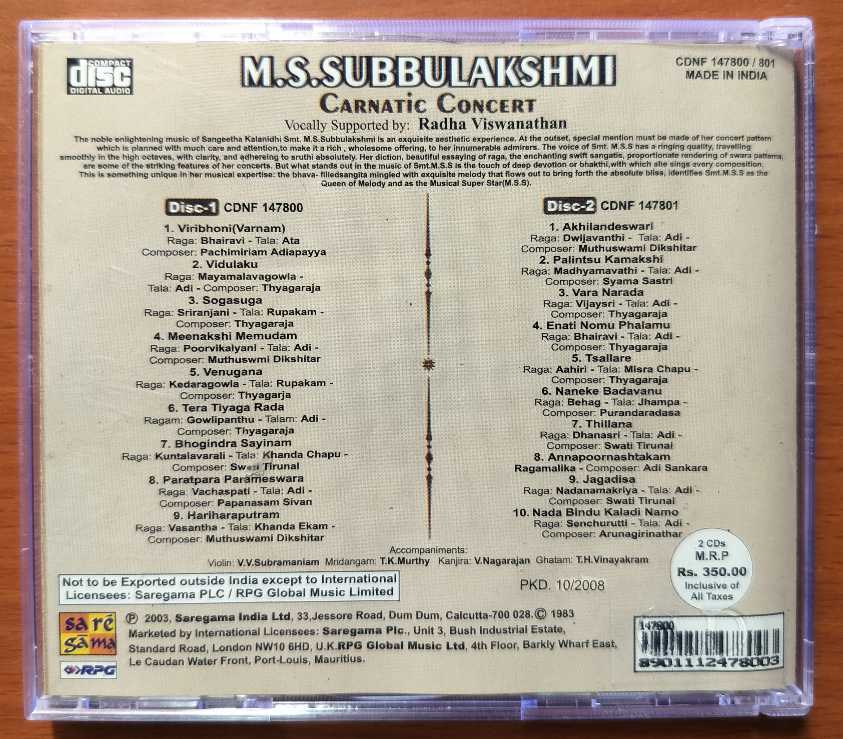 COMPACT
disc
DIGITAL AUDIO
M.S.SUBBULAKSHMI
CARNATIC CONCERT
Vocally Supported by: Radha Viswanathan
CDNF 147800 / 801
MADE IN INDIA
The noble enlightening music of Sangeetha Kalanidhi Smt. M.S.Subbulakshmi is an exquisite aesthetic experience. At the outset, special mention must be made of her concert pattern
which is planned with much care and attention,to make it a rich , wholesome offering, to her innumerable admirers. The voice of Smt. M.S.S has a ringing quality, travelling
smoothly in the high octaves, with clarity, and adhereing to sruthi absolutely. Her diction, beautiful essaying of raga, the enchanting swift sangatis, proportionate rendering of swara patterns,
are some of the striking features of her concerts. But what stands out in the music of Smt.M.S.S is the touch of deep devotion or bhakthi,with which she sings every composition.
This is something unique in her musical expertise: the bhava- filledsangita mingled with exquisite melody that flows out to bring forth the absolute bliss, identifies Smt.M.S.S as the
Queen of Melody and as the Musical Super Star(M.S.S).
Disc-1 CDNF 147800
1. Viribhoni(Varnam)
Raga: Bhairavi - Tala: Ata
Composer: Pachimiriam Adiapayya
2. Vidulaku
Raga: Mayamalavagowla -
Tala: Adi - Composer: Thyagaraja
3. Sogasuga
Raga: Sriranjani - Tala: Rupakam -
Composer: Thyagaraja
4. Meenakshi Memudam
Raga: Poorvikalyani - Tala: Adi -
Composer: Muthuswmi Dikshitar
5. Venugana
Raga: Kedaragowla - Tala: Rupakam -
Composer: Thyagarja
6. Tera Tiyaga Rada
Ragam: Gowlipanthu - Talam: Adi -
Composer: Thyagaraja
7. Bhogindra Sayinam
Raga: Kuntalavarali - Tala: Khanda Chapu -
Composer: Swati Tirunal
8. Paratpara Parameswara
Raga: Vachaspati - Tala: Adi -
Composer: Papanasam Sivan
9. Hariharaputram
Raga: Vasantha - Tala: Khanda Ekam -
Composer: Muthuswami Dikshitar
Disc-2 CDNF 147801
1. Akhilandeswari
Raga: Dwijavanthi - Tala: Adi -
Composer: Muthuswami Dikshitar
2. Palintsu Kamakshi
Raga: Madhyamavathi - Tala: Adi -
Composer: Syama Sastri
3. Vara Narada
Raga: Vijaysri - Tala: Adi -
Composer: Thyagaraja
4. Enati Nomu Phalamu
Raga: Bhairavi - Tala: Adi -
Composer: Thyagaraja
5. Tsallare
Raga: Aahiri - Tala: Misra Chapu -
Composer: Thyagaraja
6. Naneke Badavanu
Raga: Behag - Tala: Jhampa -
Composer: Purandaradasa
7. Thillana
Raga: Dhanasri - Tala: Adi -
Composer: Swati Tirunai
8. Annapoornashtakam
Ragamalika - Composer: Adi Sankara
9. Jagadisa
Raga: Nadanamakriya - Tala: Adi -
Composer: Swati Tirunai
10. Nada Bindu Kaladi Namo
Raga: Senchurutti - Tala: Adi -
Composer: Arunagirinathar
Accompaniments:
Violin: V.V.Subramaniam Mridangam: T.K.Murthy Kanjira: V.Nagarajan Ghatam: T.H.Vinayakram
Not to be Exported outside India except to International
Licensees: Saregama PLC / RPG Global Music Limited
PKD. 10/2008
2 CDs
M.R.P
Rs. 350.00
Inclusive of
All Taxes
sa rē
gāma
RPG
℗ 2003, Saregama India Ltd, 33,Jessore Road, Dum Dum, Calcutta-700 028.© 1983
Marketed by International Licensees: Saregama Plc., Unit 3, Bush Industrial Estate,
Standard Road, London NW10 6HD, U.K.RPG Global Music Ltd, 4th Floor, Barkly Wharf East,
Le Caudan Water Front, Port-Louis, Mauritius.
147800
8901112478003